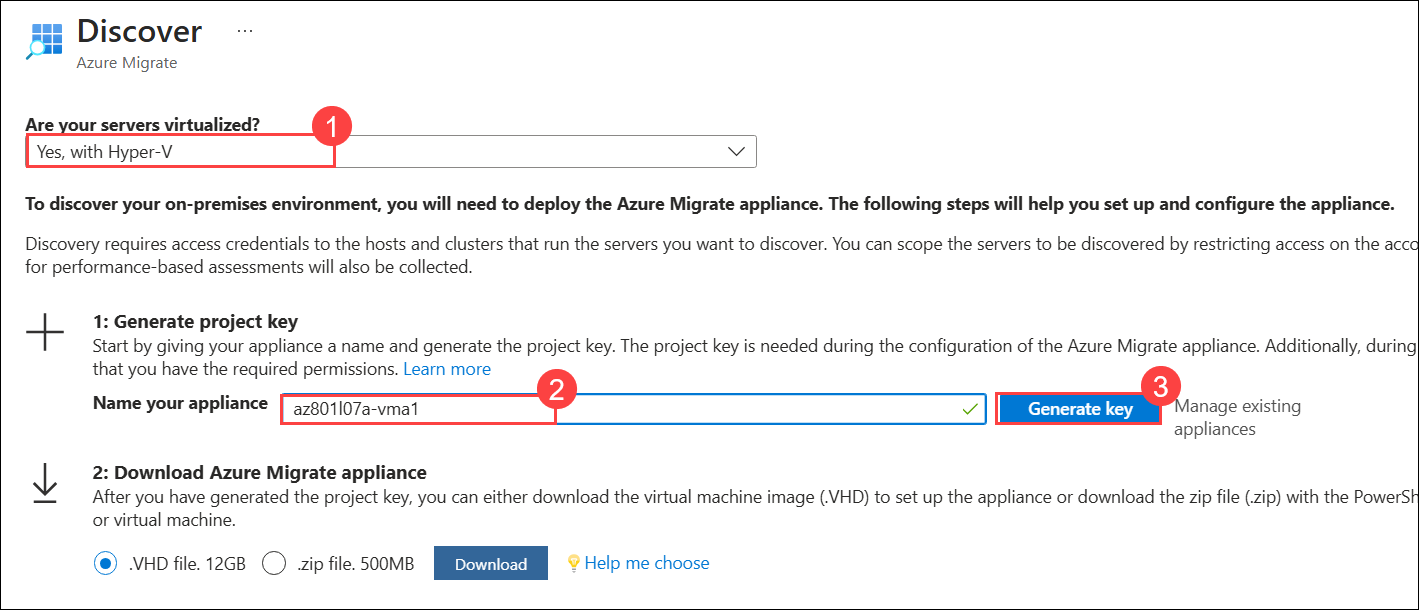 Discover
...
Azure Migrate
Are your servers virtualized?
1
Yes, with Hyper-V
To discover your on-premises environment, you will need to deploy the Azure Migrate appliance. The following steps will help you set up and configure the appliance.
Discovery requires access credentials to the hosts and clusters that run the servers you want to discover. You can scope the servers to be discovered by restricting access on the acco
for performance-based assessments will also be collected.
1: Generate project key
Start by giving your appliance a name and generate the project key. The project key is needed during the configuration of the Azure Migrate appliance. Additionally, during
that you have the required permissions. Learn more
2
3
Name your appliance az801l07a-vma1 Generate key Manage existing
appliances
2: Download Azure Migrate appliance
After you have generated the project key, you can either download the virtual machine image (.VHD) to set up the appliance or download the zip file (.zip) with the PowerSh
or virtual machine.
.VHD file. 12GB .zip file. 500MB Download Help me choose